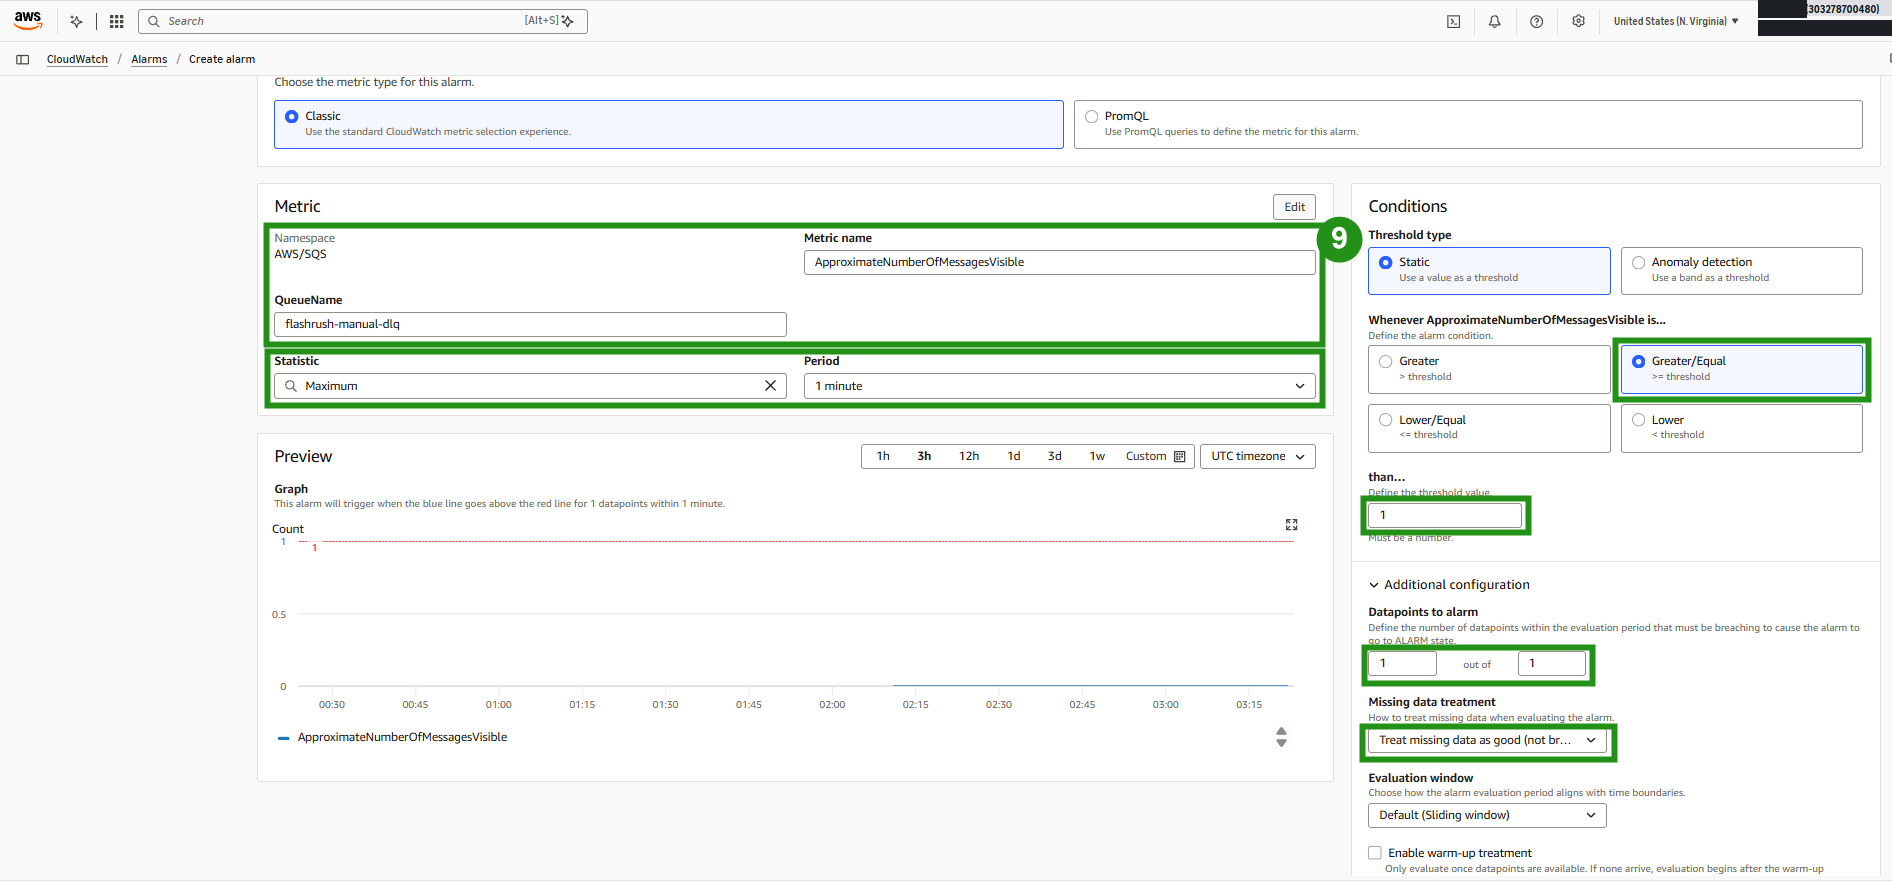 aws
Search
[Alt+S]
United States (N. Virginia)
(303278700480)
CloudWatch / Alarms / Create alarm
Choose the metric type for this alarm.
Classic
Use the standard CloudWatch metric selection experience.
PromQL
Use PromQL queries to define the metric for this alarm.
Metric
Edit
Namespace
AWS/SQS
Metric name
ApproximateNumberOfMessagesVisible
QueueName
flashrush-manual-dlq
Statistic
Maximum
Period
1 minute
9
Preview
1h 3h 12h 1d 3d 1w Custom
UTC timezone
Graph
This alarm will trigger when the blue line goes above the red line for 1 datapoints within 1 minute.
Count
1
1
0.5
0
00:30 00:45 01:00 01:15 01:30 01:45 02:00 02:15 02:30 02:45 03:00 03:15
ApproximateNumberOfMessagesVisible
Conditions
Threshold type
Static
Use a value as a threshold
Anomaly detection
Use a band as a threshold
Whenever ApproximateNumberOfMessagesVisible is...
Define the alarm condition.
Greater
> threshold
Greater/Equal
>= threshold
Lower/Equal
<= threshold
Lower
< threshold
than...
Define the threshold value.
1
Must be a number.
Additional configuration
Datapoints to alarm
Define the number of datapoints within the evaluation period that must be breaching to cause the alarm to
go to ALARM state.
1 out of 1
Missing data treatment
How to treat missing data when evaluating the alarm.
Treat missing data as good (not br...
Evaluation window
Choose how the alarm evaluation period aligns with time boundaries.
Default (Sliding window)
Enable warm-up treatment
Only evaluate once datapoints are available. If none arrive, evaluation begins after the warm-up